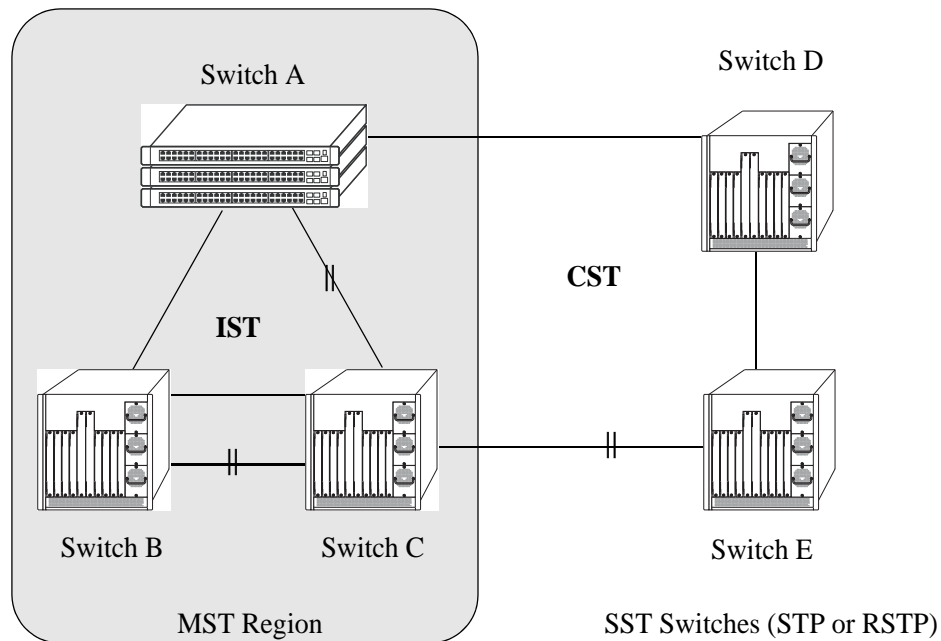 Switch A
Switch D
IST
CST
Switch B
Switch C
Switch E
MST Region
SST Switches (STP or RSTP)